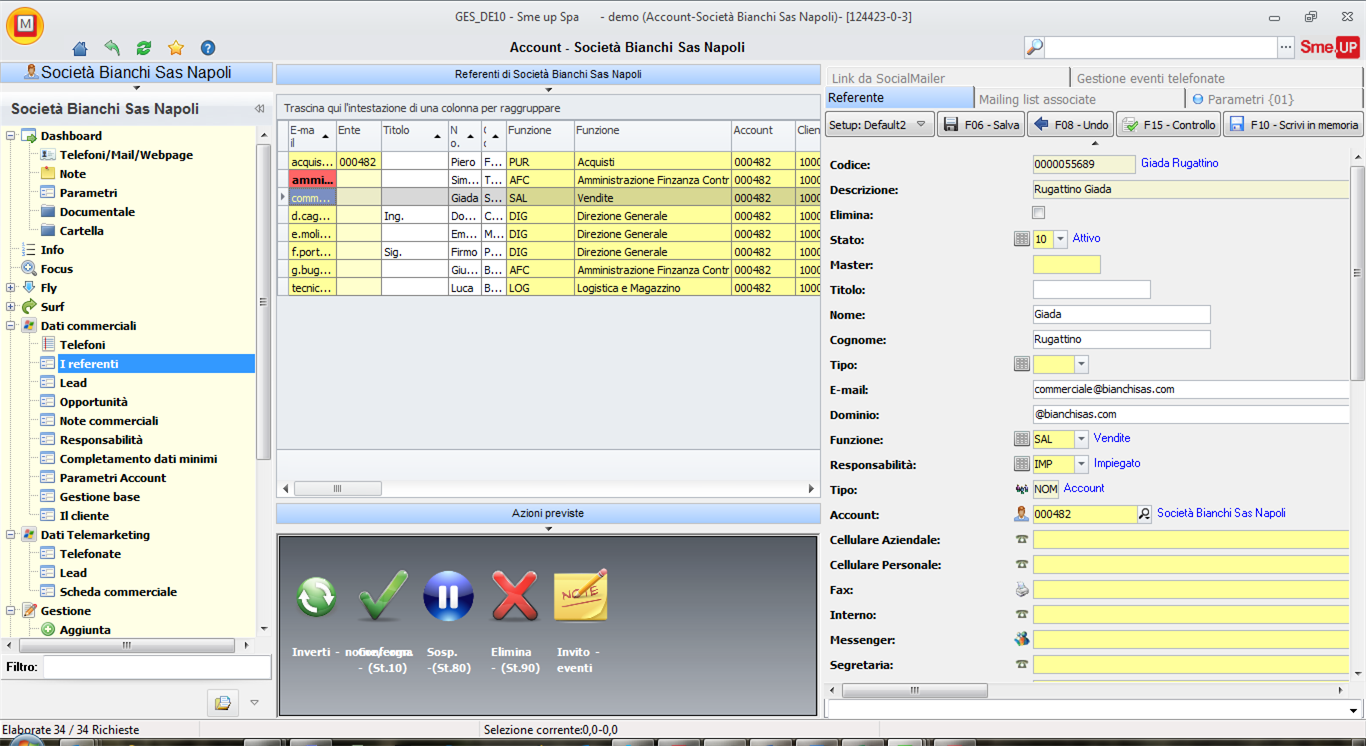 GES_DE10 - Sme up Spa - demo (Account-Società Bianchi Sas Napoli)- [124423-0-3]
M
Account - Società Bianchi Sas Napoli
Sme.UP
Società Bianchi Sas Napoli
Società Bianchi Sas Napoli
Dashboard
Telefoni/Mail/Webpage
Note
Parametri
Documentale
Cartella
Info
Focus
Fly
Surf
Dati commerciali
Telefoni
I referenti
Lead
Opportunità
Note commerciali
Responsabilità
Completamento dati minimi
Parametri Account
Gestione base
Il cliente
Dati Telemarketing
Telefonate
Lead
Scheda commerciale
Gestione
Aggiunta
Filtro:
Referenti di Società Bianchi Sas Napoli
Trascina qui l'intestazione di una colonna per raggruppare
E-mail Ente Titolo No. Funzione Funzione Account Clien
acquis... 000482 Piero F... PUR Acquisti 000482 1000
ammi... Sim... T... AFC Amministrazione Finzanza Contr 000482 1000
comm... Giada S... SAL Vendite 000482 1000
d.cag... Ing. Do... C... DIG Direzione Generale 000482 1000
e.moli... Em... M... DIG Direzione Generale 000482 1000
f.port... Sig. Firmo P... DIG Direzione Generale 000482 1000
g.bug... Giu... B... AFC Amministrazione Finzanza Contr 000482 1000
tecnic... Luca B... LOG Logistica e Magazzino 000482 1000
Azioni previste
NOTE
Inverti -
- (St.10)
Sosp. -(St.80)
Elimina - (St.90)
Invito - eventi
Link da SocialMailer
Gestione eventi telefonate
Referente
Mailing list associate
Parametri {01}
Setup: Default2
F06 - Salva
F08 - Undo
F15 - Controllo
F10 - Scrivi in memoria
Codice: 0000055689 Giada Rugattino
Descrizione: Rugattino Giada
Elimina:
Stato: 10 Attivo
Master:
Titolo:
Nome: Giada
Cognome: Rugattino
Tipo:
E-mail: commerciale@bianchisas.com
Dominio: @bianchisas.com
Funzione: SAL Vendite
Responsabilità: IMP Impiegato
Tipo: NOM Account
Account: 000482 Società Bianchi Sas Napoli
Cellulare Aziendale:
Cellulare Personale:
Fax:
Interno:
Messenger:
Segretaria:
Elaborate 34 / 34 Richieste
Selezione corrente:0,0-0,0